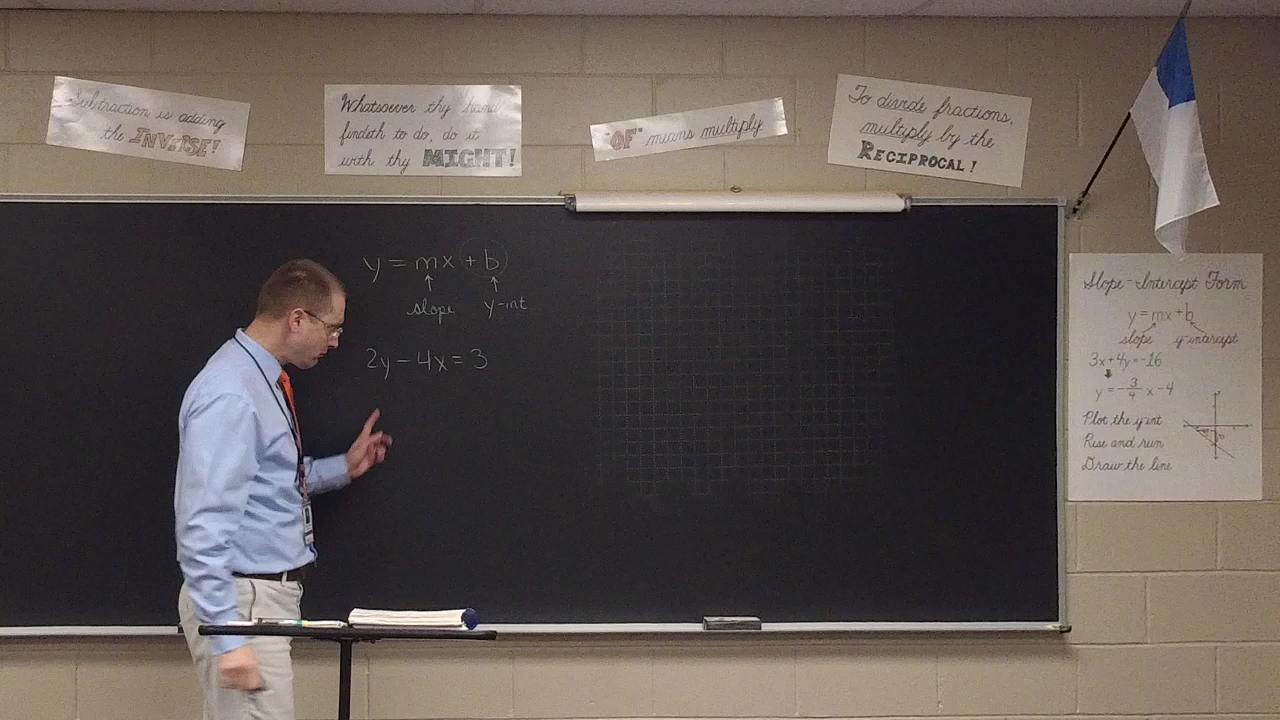 Subtraction is adding
the INVERSE!
Whatsoever thy hand
findeth to do, do it
with thy MIGHT!
"OF" means multiply
To divide fractions,
multiply by the
RECIPROCAL!
y = mx + b
slope y-int
2y - 4x = 3
Slope-Intercept Form
y = mx + b
slope y-intercept
3x + 4y = -16
y = -3/4 x - 4
Plot the y-int
Rise and run
Draw the line